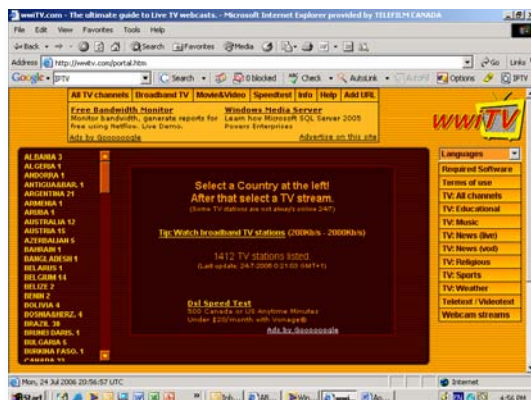 wwiTV.com - The ultimate guide to Live TV webcasts. - Microsoft Internet Explorer provided by TELEFILM CANADA
File Edit View Favorites Tools Help
Back Search Favorites Media
Address http://wwitv.com/portal.htm Go Links
Google IPTV Search 0 blocked Check AutoLink AutoFill Options IPTV
All TV channels Broadband TV Movie&Video Speedtest Info Help Add URL
Free Bandwidth Monitor
Monitor bandwidth, generate reports for
free using Netflow. Live Demo.
Windows Media Server
Learn how Microsoft SQL Server 2005
Powers Enterprises
Ads by Goooooogle
Advertise on this site
wwiTV
ALBANIA 3
ALGERIA 1
ANDORRA 1
ANTIGUA&BAR. 1
ARGENTINA 21
ARMENIA 1
ARUBA 1
AUSTRALIA 12
AUSTRIA 15
AZERBAIJAN 5
BAHRAIN 1
BANGLADESH 1
BELARUS 1
BELGIUM 14
BELIZE 2
BENIN 2
BOLIVIA 4
BOSNIA&HERZ. 4
BRAZIL 38
BRUNEI DARUS. 1
BULGARIA 5
BURKINA FASO. 1
Select a Country at the left!
After that select a TV stream.
(Some TV stations are not always online 24/7)
Tip: Watch broadband TV stations (200Kb/s - 2000Kb/s)
1412 TV stations listed.
(Last update: 24-7-2006 0:21:03 GMT+1)
Dsl Speed Test
500 Canada or US Anytime Minutes
Under $20/month with Vonage®
Ads by Goooooogle
Languages
Required Software
Terms of use
TV: All channels
TV: Educational
TV: Music
TV: News (live)
TV: News (vod)
TV: Religious
TV: Sports
TV: Weather
Teletext / Videotext
Webcam streams
Mon, 24 Jul 2006 20:56:57 UTC
Internet
Start
4:56 PM